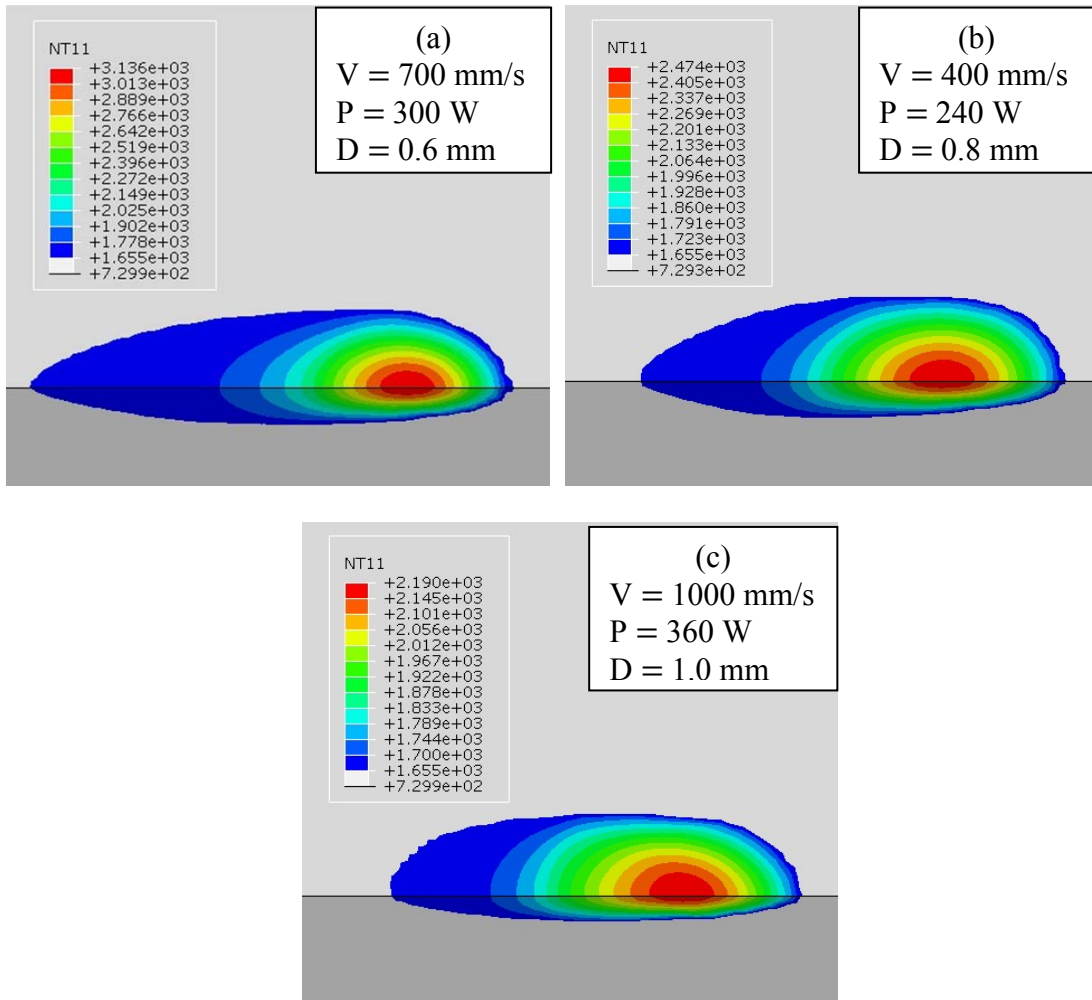 NT11
+3.136e+03
+3.013e+03
+2.889e+03
+2.766e+03
+2.642e+03
+2.519e+03
+2.396e+03
+2.272e+03
+2.149e+03
+2.025e+03
+1.902e+03
+1.778e+03
+1.655e+03
+7.299e+02
(a)
V = 700 mm/s
P = 300 W
D = 0.6 mm
NT11
+2.474e+03
+2.405e+03
+2.337e+03
+2.269e+03
+2.201e+03
+2.133e+03
+2.064e+03
+1.996e+03
+1.928e+03
+1.860e+03
+1.791e+03
+1.723e+03
+1.655e+03
+7.293e+02
(b)
V = 400 mm/s
P = 240 W
D = 0.8 mm
NT11
+2.190e+03
+2.145e+03
+2.101e+03
+2.056e+03
+2.012e+03
+1.967e+03
+1.922e+03
+1.878e+03
+1.833e+03
+1.789e+03
+1.744e+03
+1.700e+03
+1.655e+03
+7.299e+02
(c)
V = 1000 mm/s
P = 360 W
D = 1.0 mm